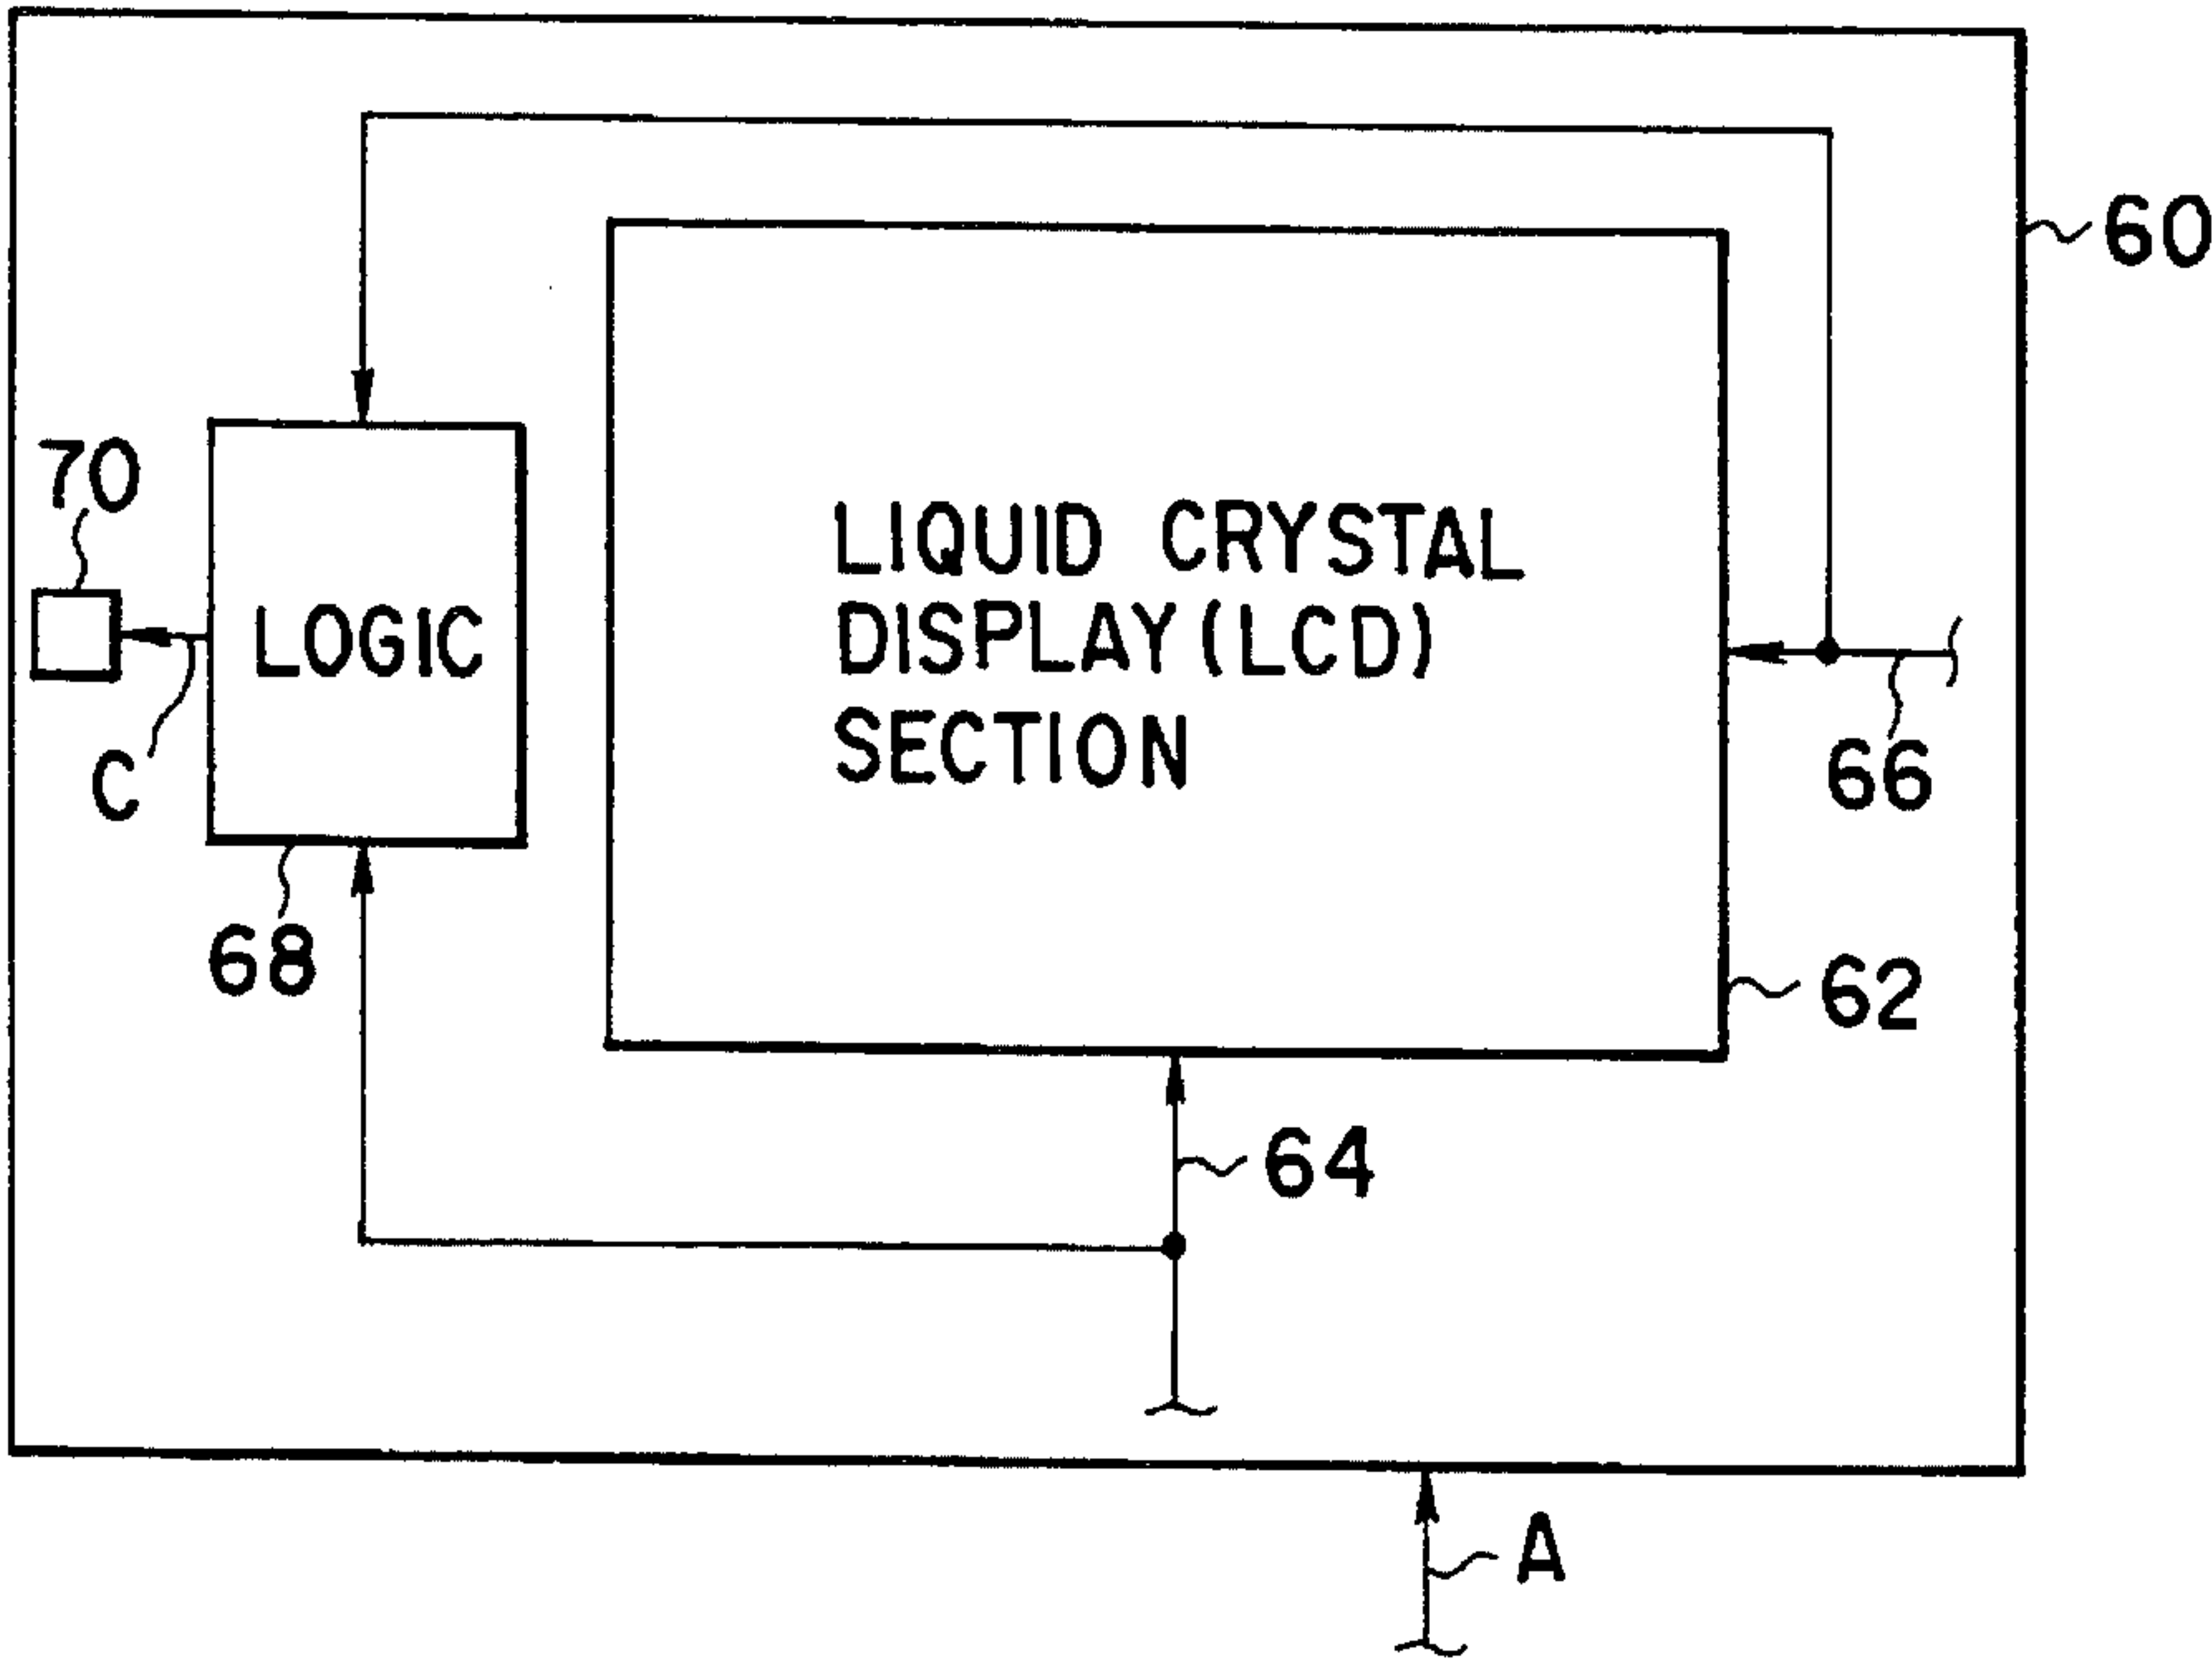 60
70
LIQUID CRYSTAL
DISPLAY (LCD)
SECTION
LOGIC
C
66
68
62
64
A